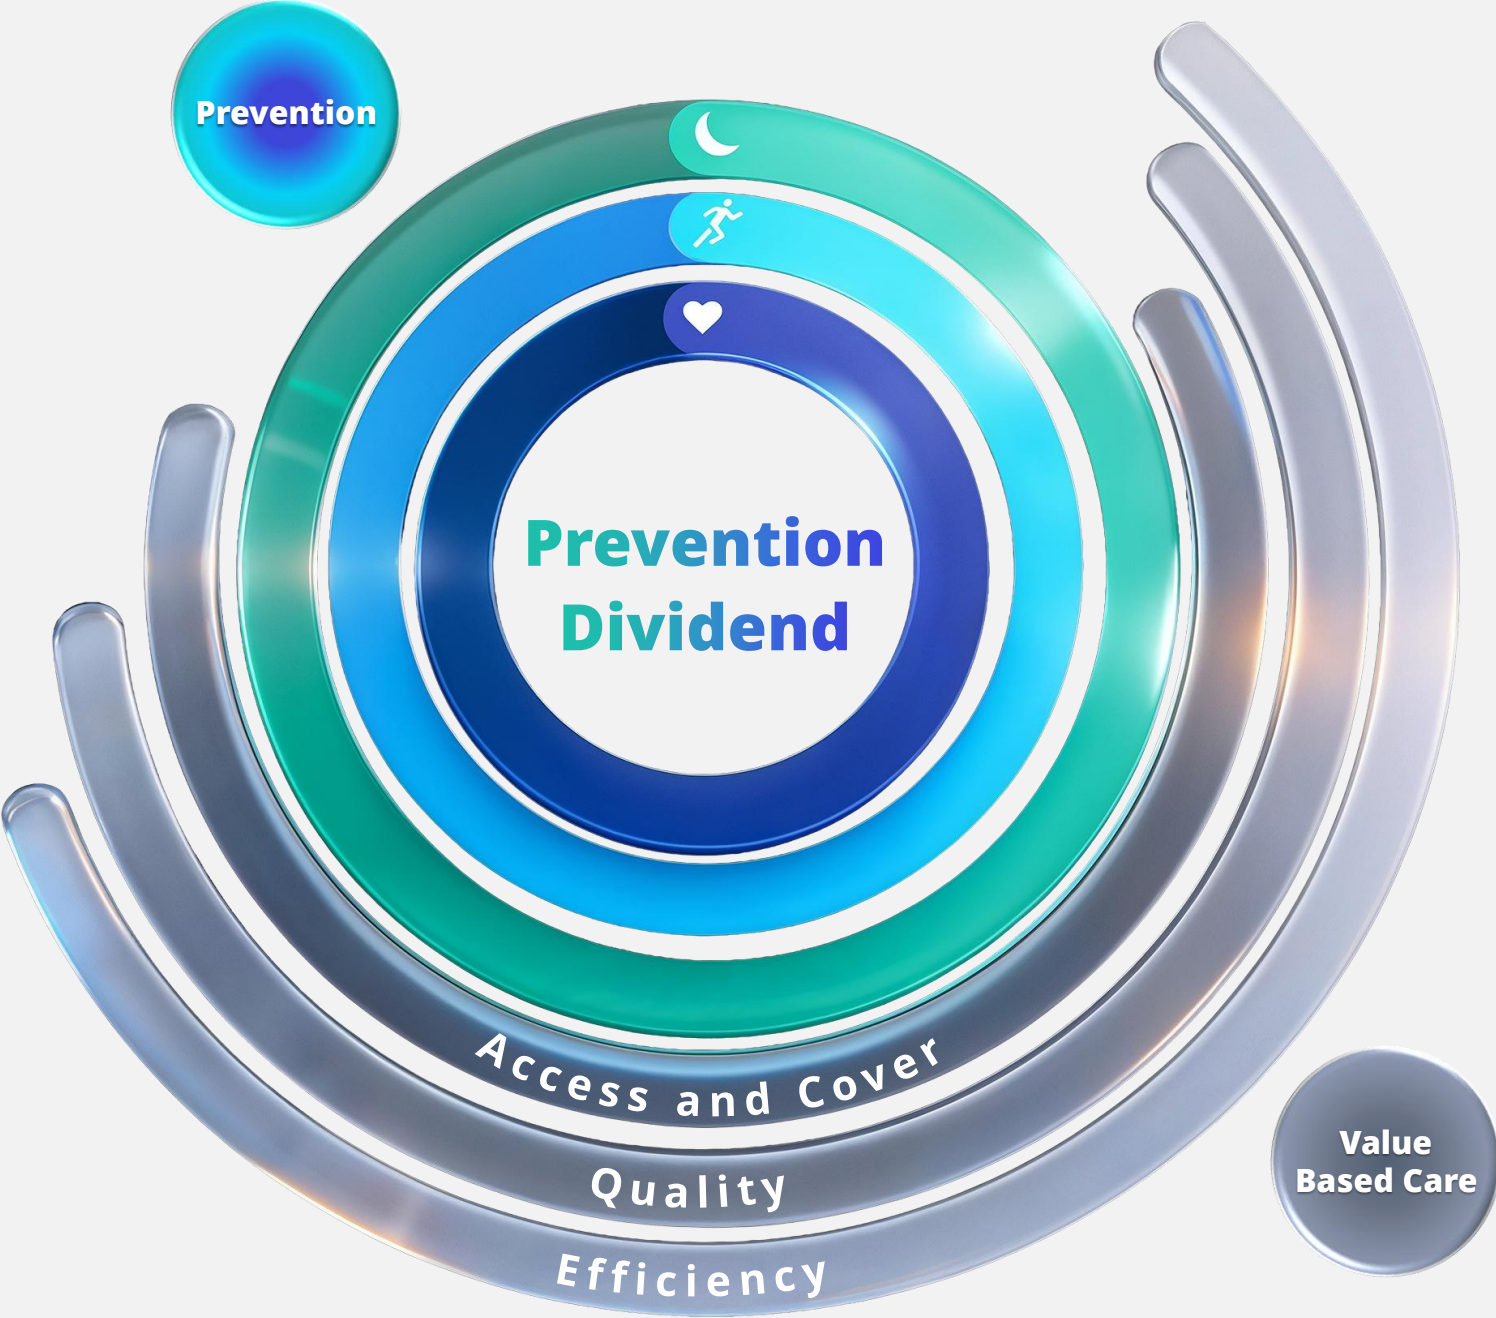 Prevention
Prevention
Dividend
Access and Cover
Quality
Efficiency
Value
Based Care